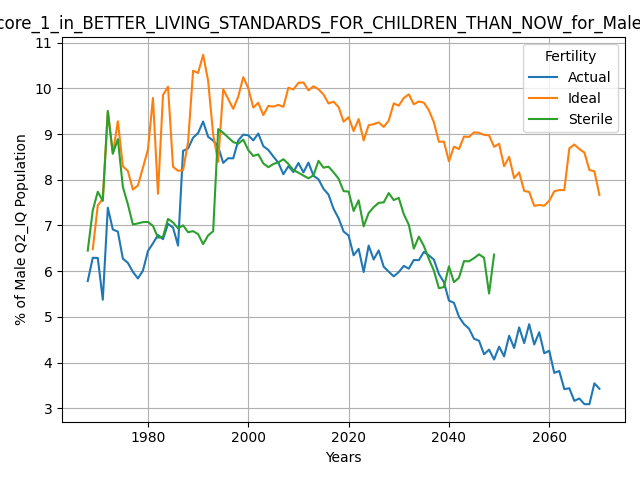 core_1_in_BETTER_LIVING_STANDARDS_FOR_CHILDREN_THAN_NOW_for_Male
11
10
9
8
7
6
5
4
3
% of Male Q2_IQ Population
Fertility
Actual
Ideal
Sterile
1980 2000 2020 2040 2060
Years